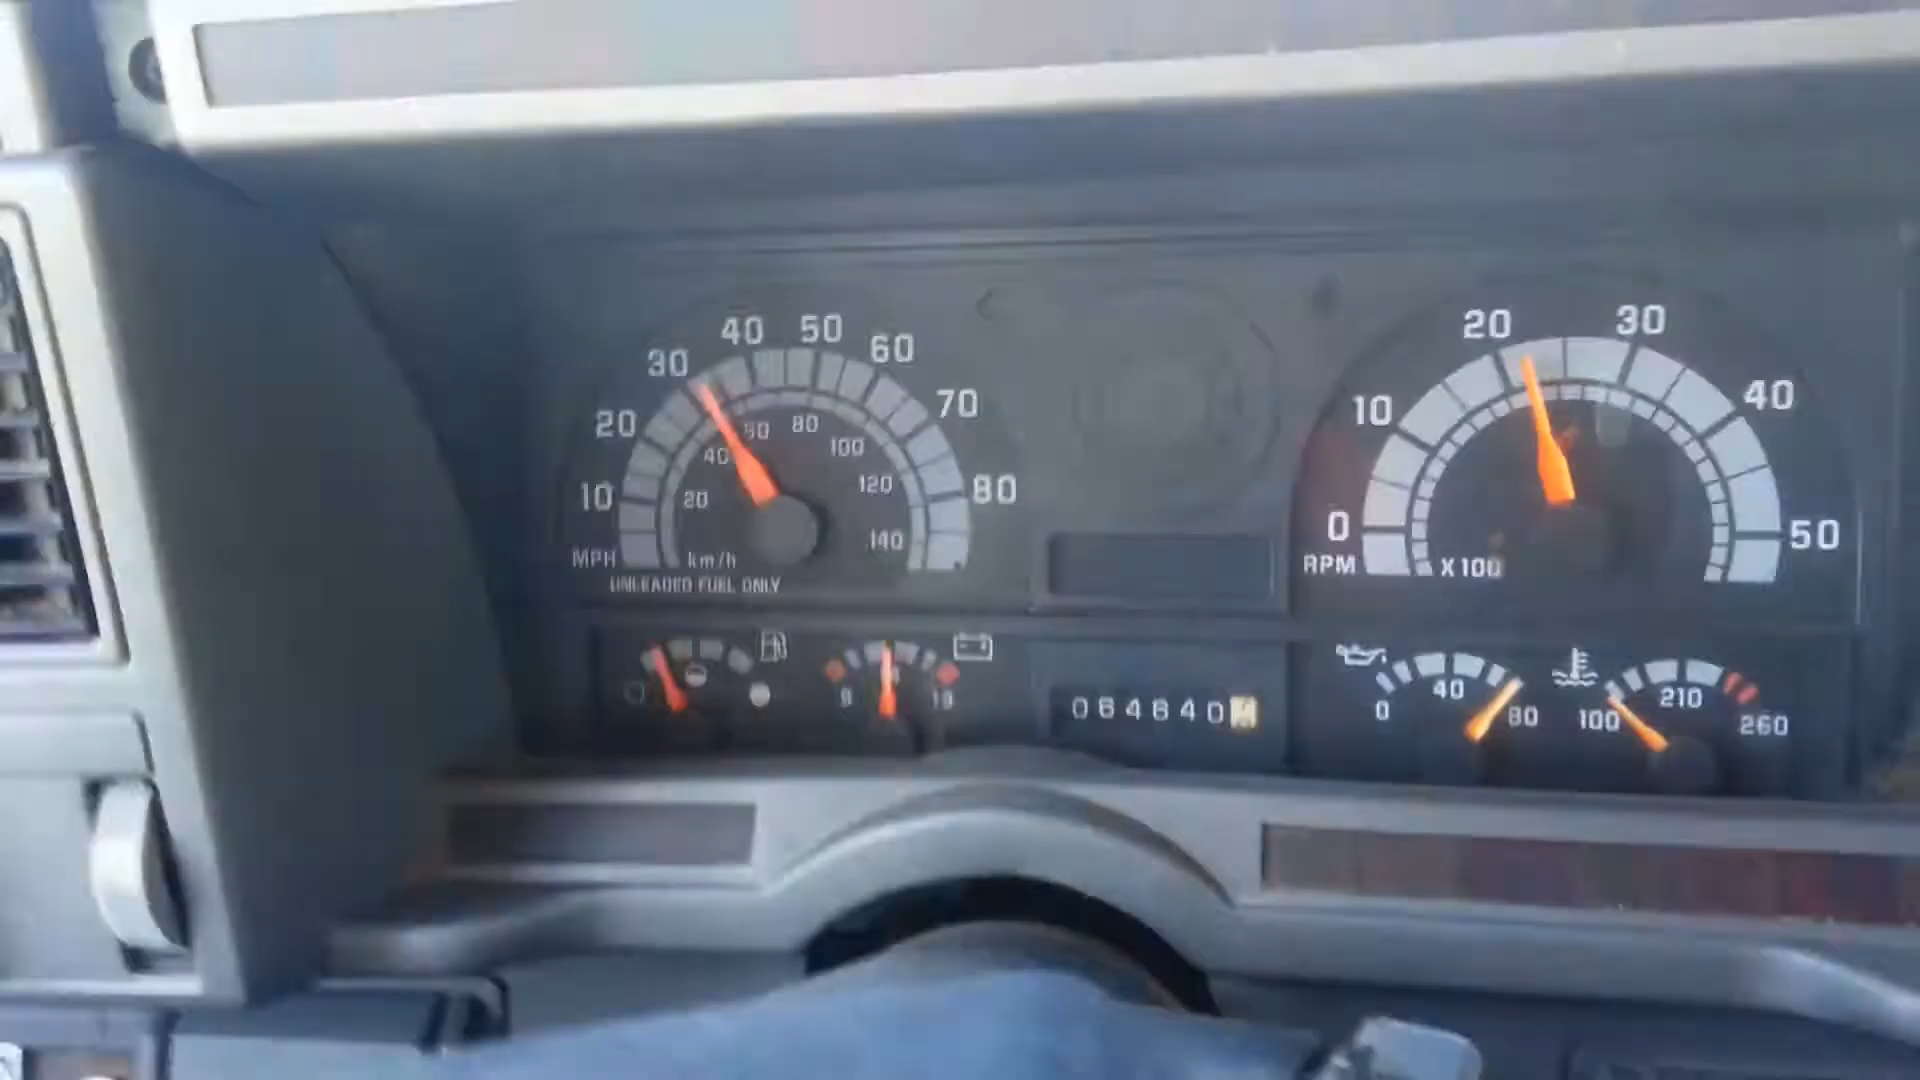 10 20 30 40 50 60 70 80
20 40 60 80 100 120 140
MPH km/h
UNLEADED FUEL ONLY
0 10 20 30 40 50
RPM X100
19
064640
0 40 80
100 210 260